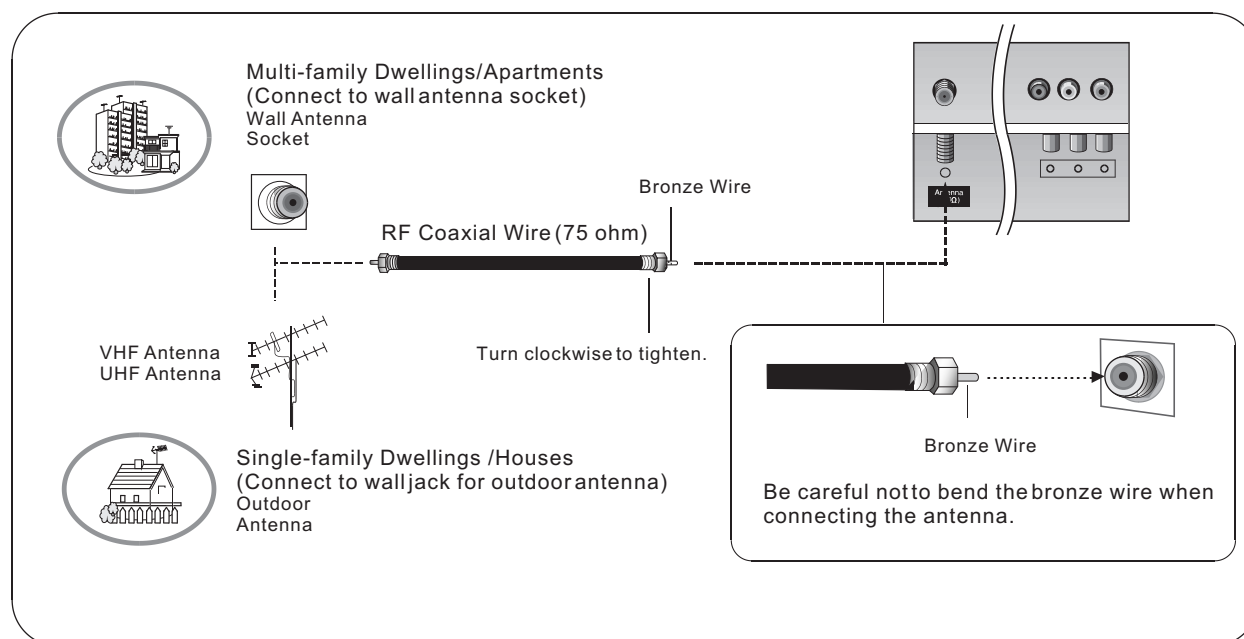 Multi-family Dwellings/Apartments
(Connect to wall antenna socket)
Wall Antenna
Socket
Bronze Wire
RF Coaxial Wire (75 ohm)
Antenna
Ω)
VHF Antenna
UHF Antenna
Turn clockwise to tighten.
Bronze Wire
Single-family Dwellings /Houses
(Connect to wall jack for outdoor antenna)
Outdoor
Antenna
Be careful not to bend the bronze wire when
connecting the antenna.